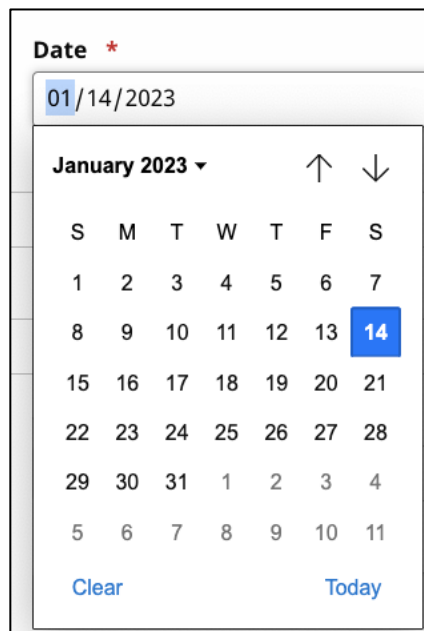 Date *
01/14/2023
January 2023
S M T W T F S
1 2 3 4 5 6 7
8 9 10 11 12 13 14
15 16 17 18 19 20 21
22 23 24 25 26 27 28
29 30 31 1 2 3 4
5 6 7 8 9 10 11
Clear Today